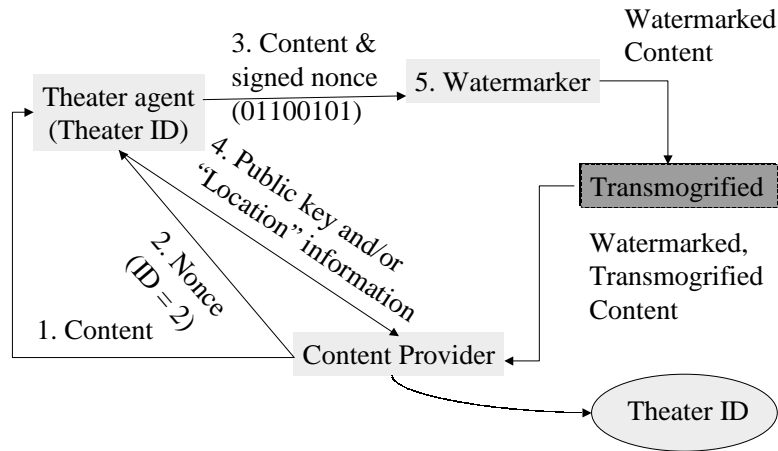 3. Content &
signed nonce
(01100101)
Watermarked
Content
Theater agent
(Theater ID)
5. Watermarker
4. Public key and/or
“Location” information
Transmogrified
2. Nonce
(ID = 2)
Watermarked,
Transmogrified
Content
1. Content
Content Provider
Theater ID